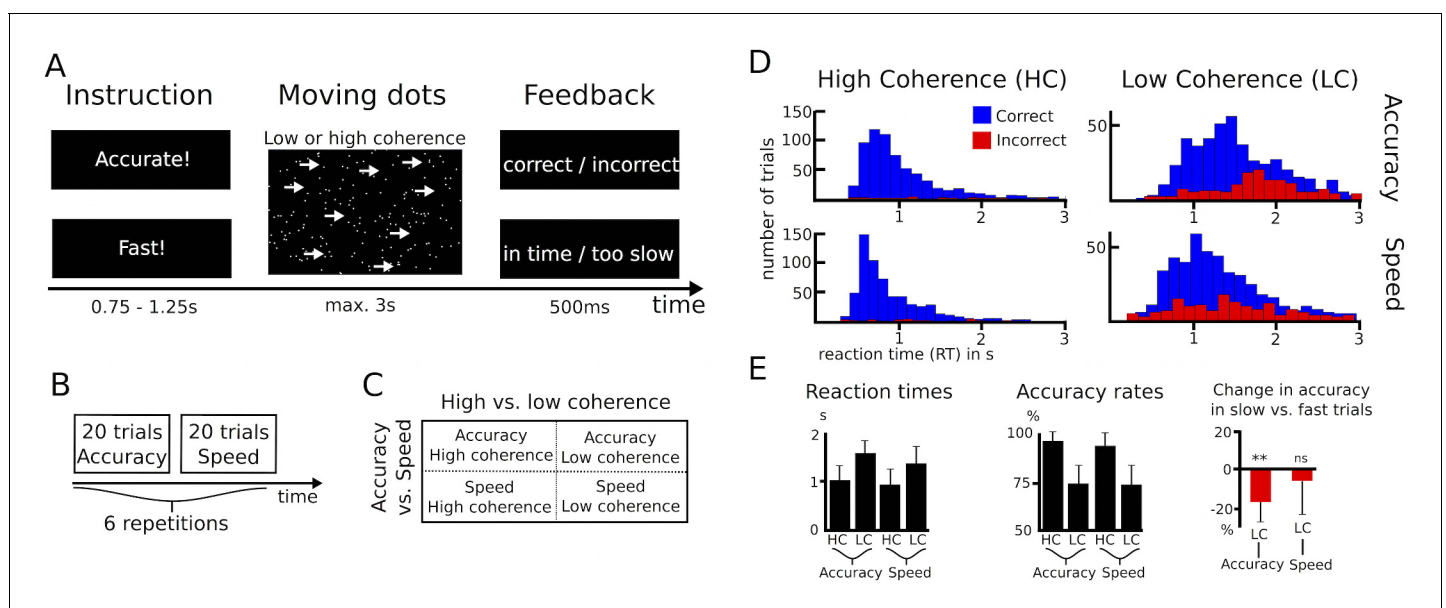 A
Instruction
Moving dots
Feedback
Low or high coherence
Accurate!
correct / incorrect
Fast!
in time / too slow
0.75 - 1.25s
max. 3s
500ms
time
B
20 trials
Accuracy
20 trials
Speed
time
6 repetitions
C
High vs. low coherence
Accuracy
vs. Speed
Accuracy
High coherence
Accuracy
Low coherence
Speed
High coherence
Speed
Low coherence
D
High Coherence (HC)
Low Coherence (LC)
Accuracy
Speed
number of trials
150
100
50
1
2
3
Correct
Incorrect
50
1
2
3
150
100
50
1
2
3
50
1
2
3
reaction time (RT) in s
E
Reaction times
s
2
1
0
HC LC HC LC
Accuracy Speed
Accuracy rates
%
100
75
50
HC LC HC LC
Accuracy Speed
Change in accuracy
in slow vs. fast trials
20
0
-20
%
** ns
LC LC
Accuracy Speed